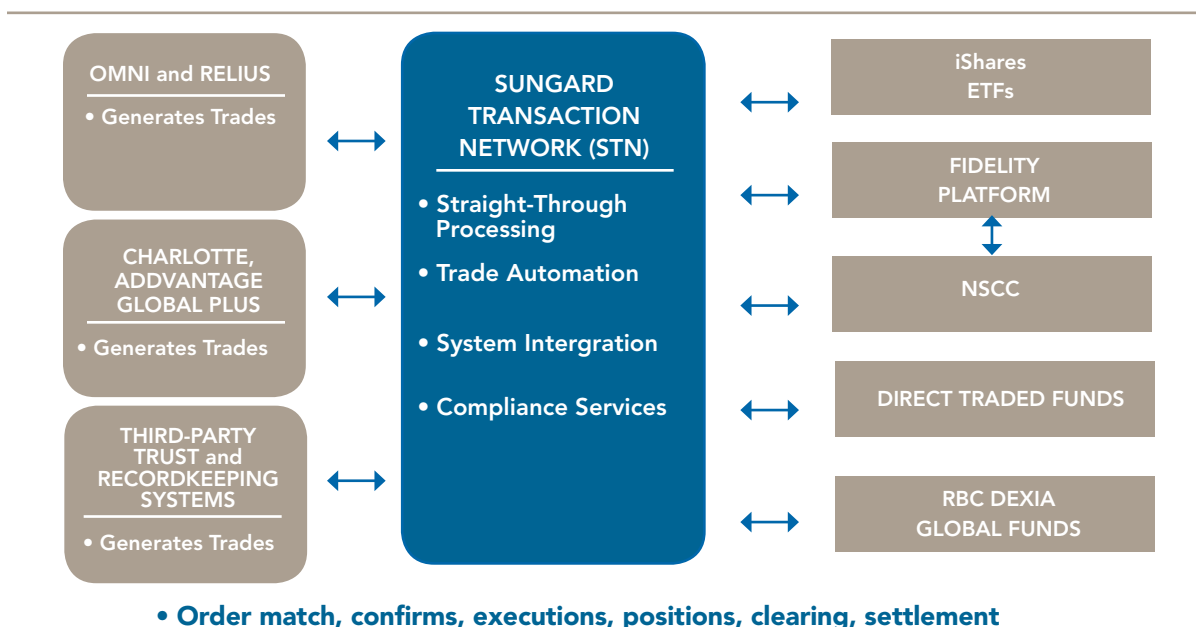 OMNI and RELIUS
• Generates Trades
CHARLOTTE,
ADDVANTAGE
GLOBAL PLUS
• Generates Trades
THIRD-PARTY
TRUST and
RECORDKEEPING
SYSTEMS
• Generates Trades
SUNGARD
TRANSACTION
NETWORK (STN)
• Straight-Through
Processing
• Trade Automation
• System Intergration
• Compliance Services
iShares
ETFs
FIDELITY
PLATFORM
NSCC
DIRECT TRADED FUNDS
RBC DEXIA
GLOBAL FUNDS
• Order match, confirms, executions, positions, clearing, settlement